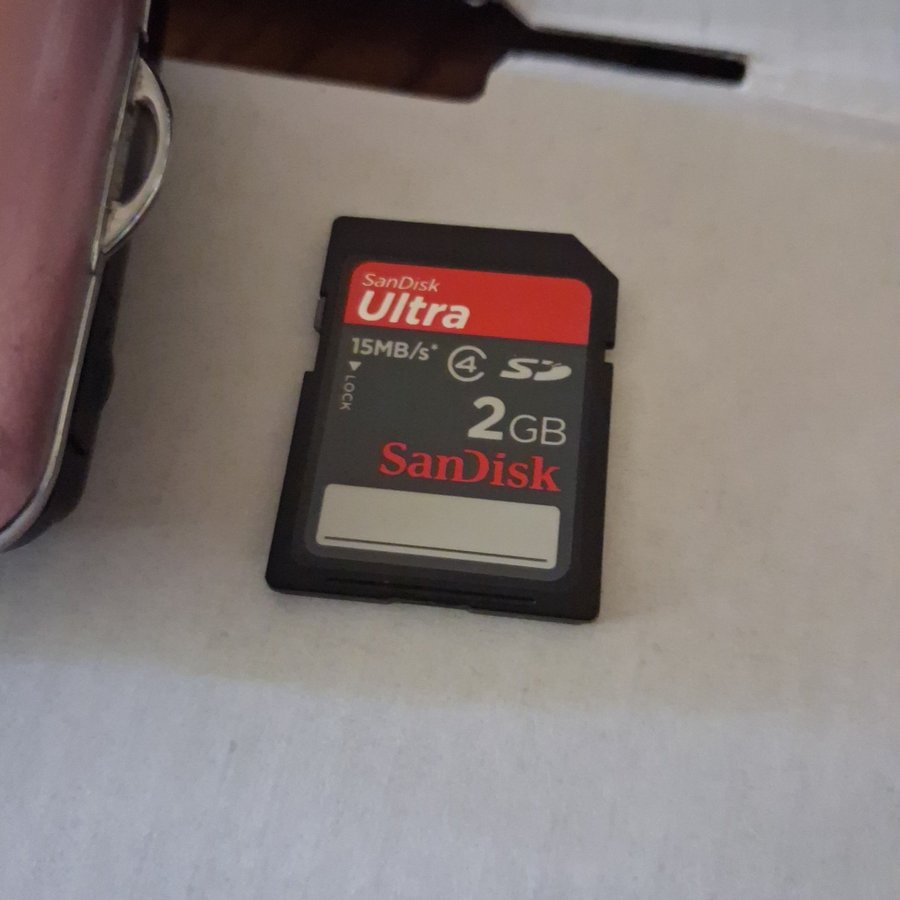 SanDisk
Ultra
15MB/s* 4 SD
LOCK
2GB
SanDisk